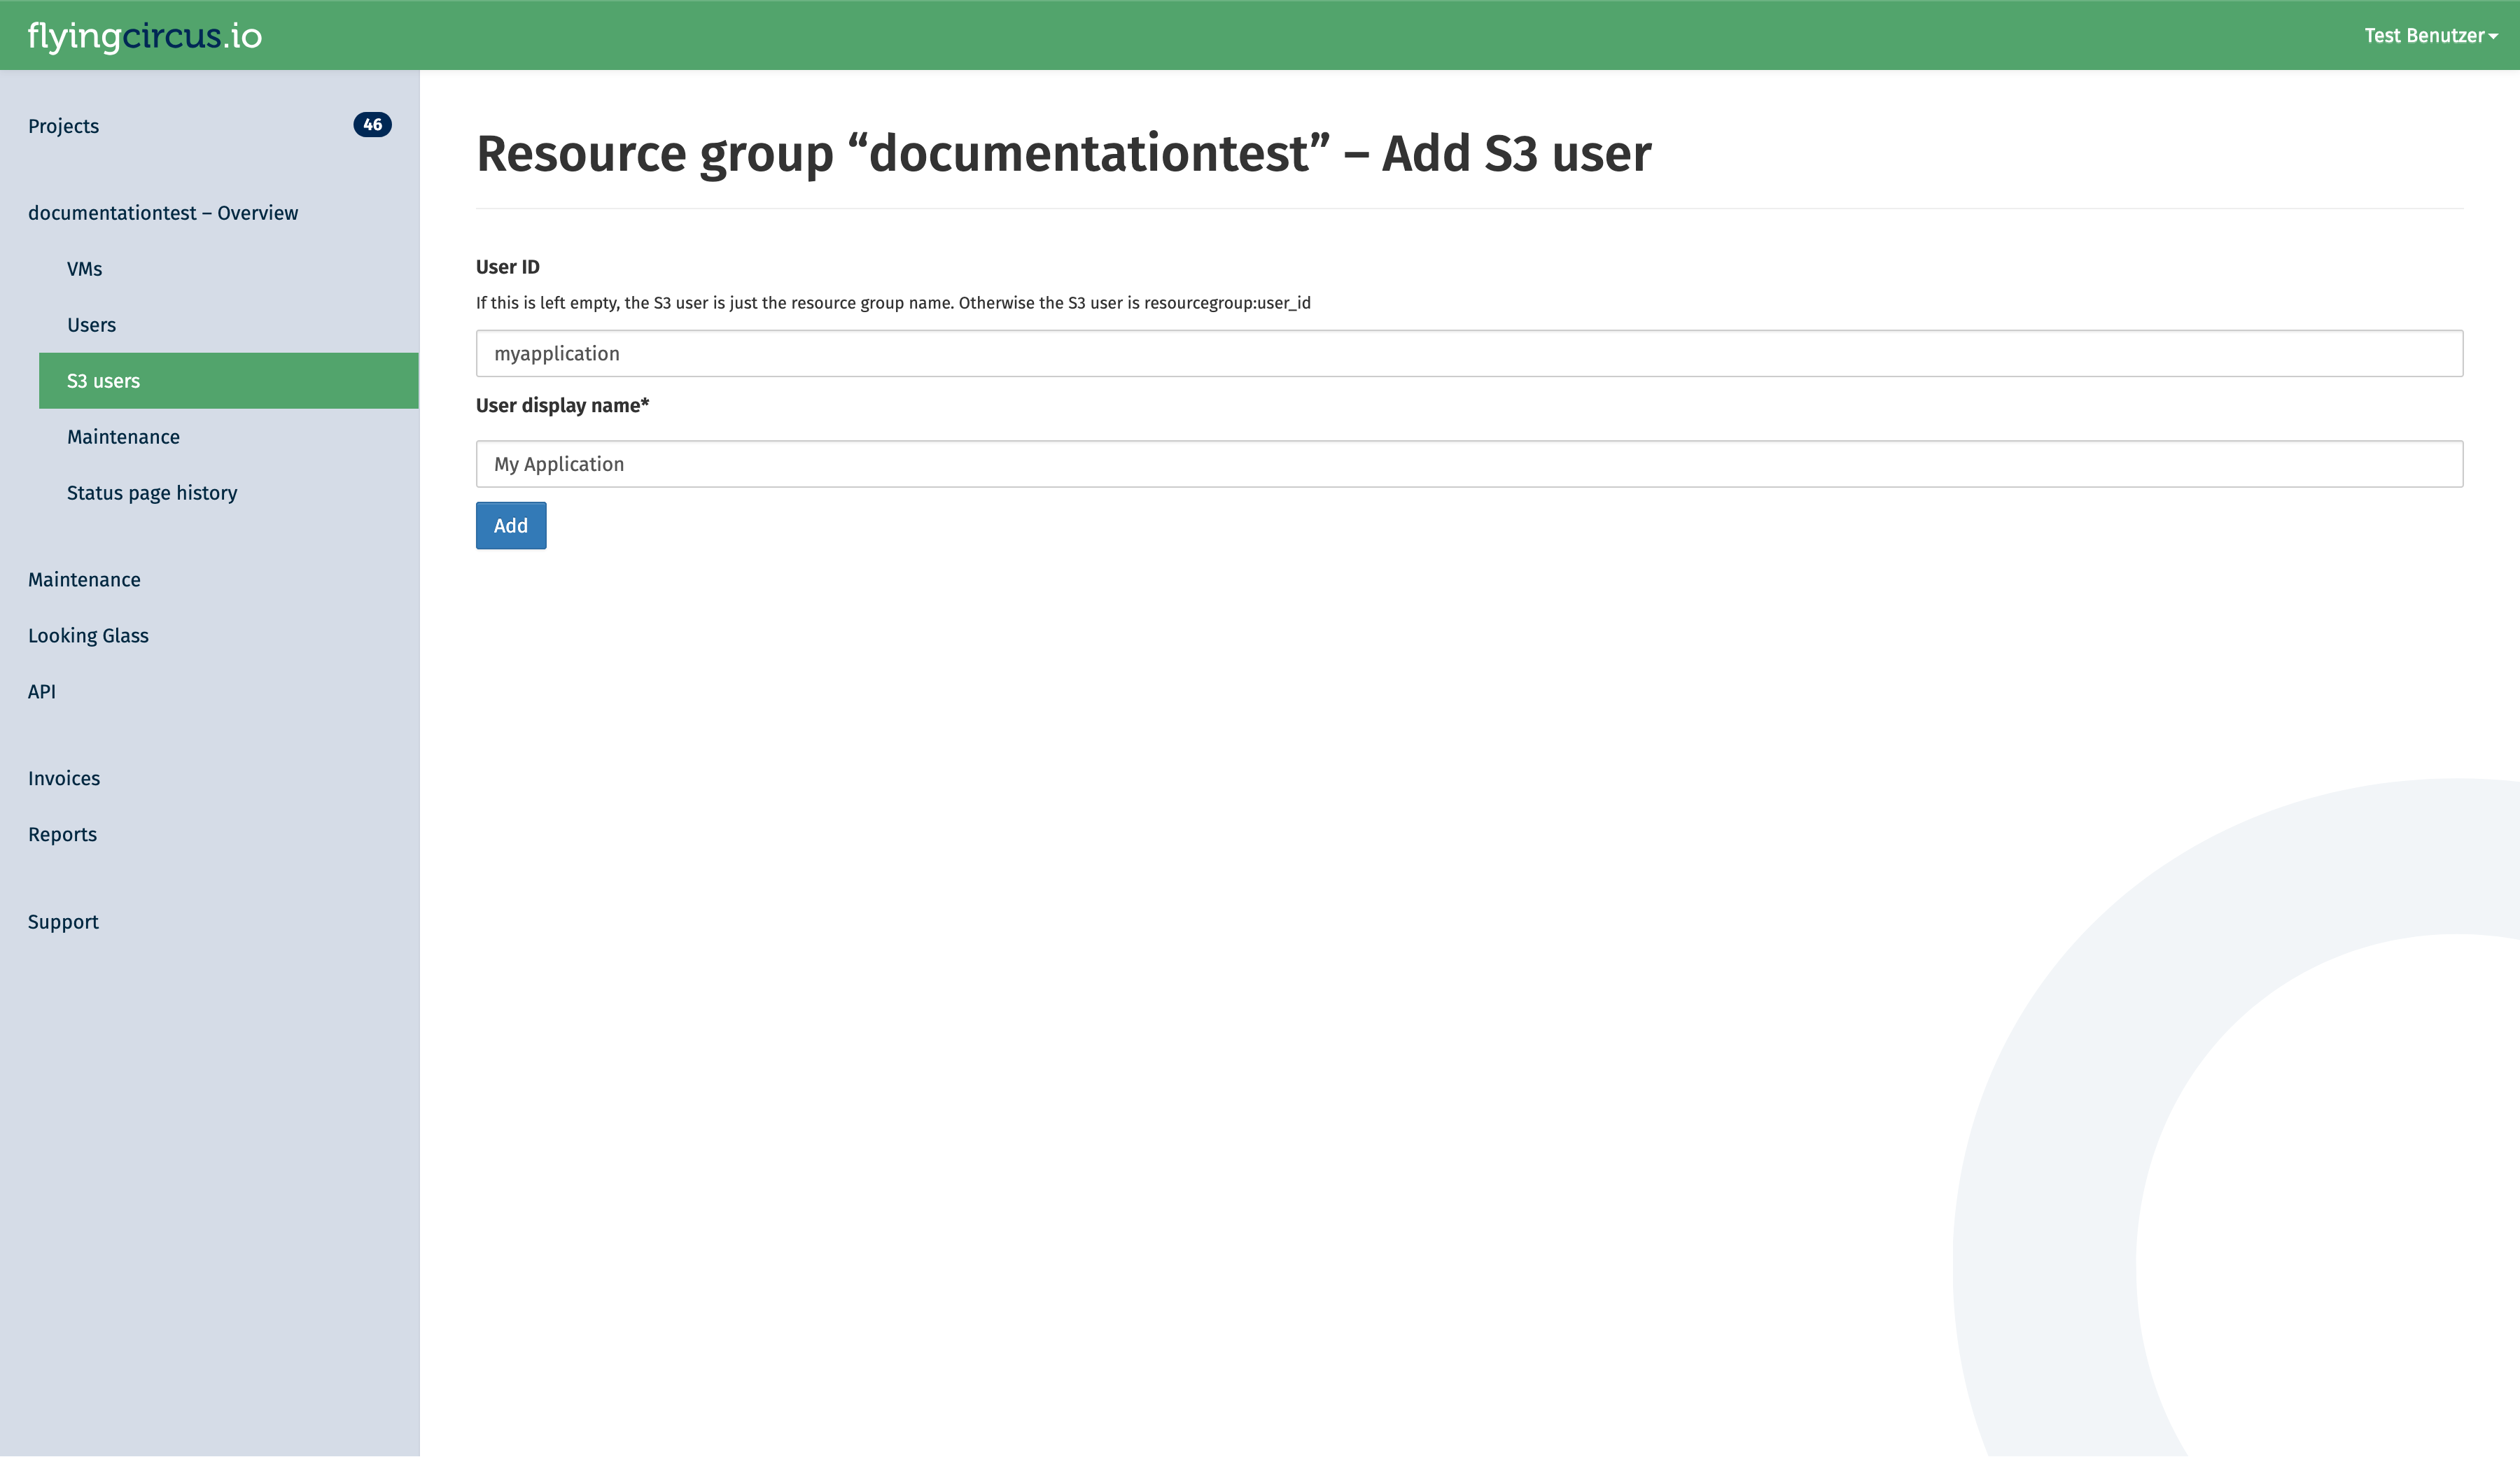 flyingcircus.io
Test Benutzer
Projects 46
documentationtest – Overview
VMs
Users
S3 users
Maintenance
Status page history
Maintenance
Looking Glass
API
Invoices
Reports
Support
Resource group “documentationtest” – Add S3 user
User ID
If this is left empty, the S3 user is just the resource group name. Otherwise the S3 user is resourcegroup:user_id
myapplication
User display name*
My Application
Add